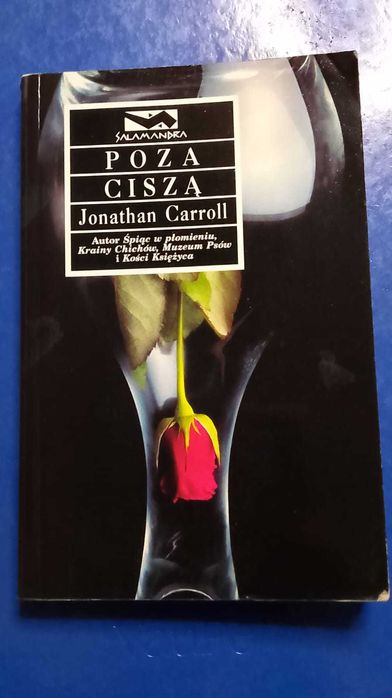 SALAMANDRA
POZA
CISZĄ
Jonathan Carroll
Autor Śpiąc w płomieniu,
Krainy Chichów, Muzeum Psów
i Kości Księżyca